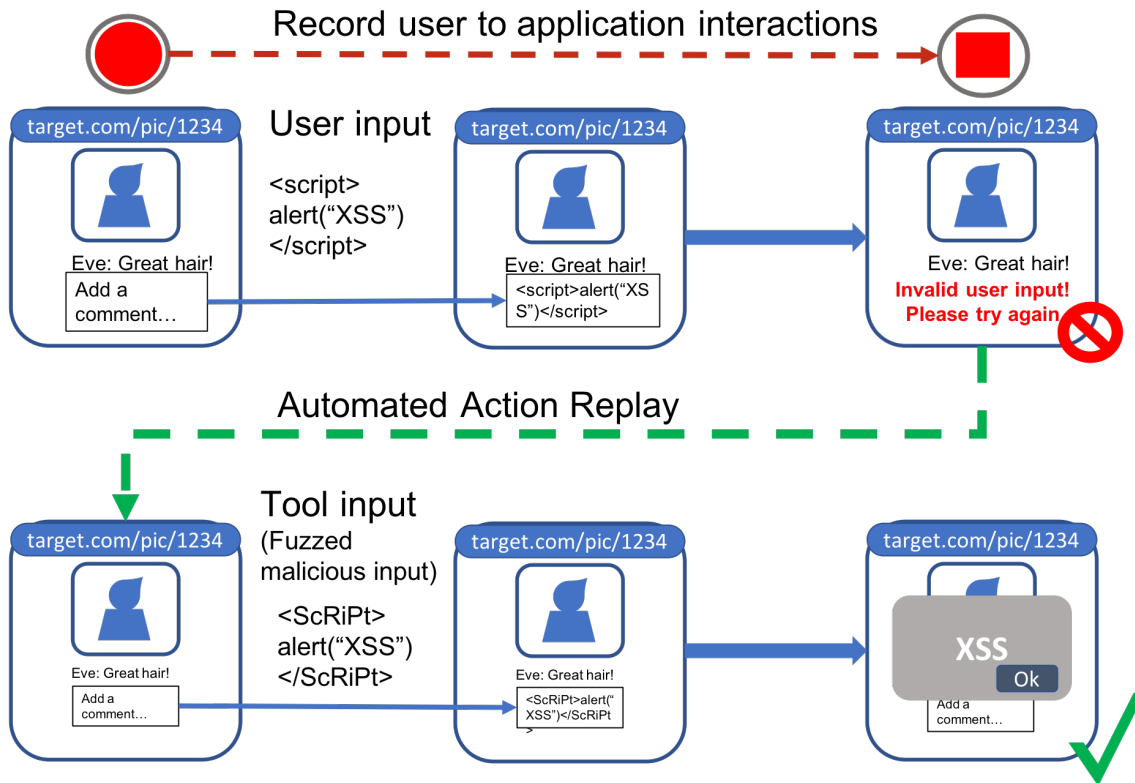 Record user to application interactions
target.com/pic/1234
Eve: Great hair!
Add a
comment…
User input
<script>
alert(“XSS”)
</script>
target.com/pic/1234
Eve: Great hair!
<script>alert(“XS
S”)</script>
target.com/pic/1234
Eve: Great hair!
Invalid user input!
Please try again
Automated Action Replay
target.com/pic/1234
Eve: Great hair!
Add a
comment…
Tool input
(Fuzzed
malicious input)
<ScRiPt>
alert(“XSS”)
</ScRiPt>
target.com/pic/1234
Eve: Great hair!
<ScRiPt>alert(“
XSS”)</ScRiPt
>
target.com/pic/1234
XSS
Ok
Add a
comment…